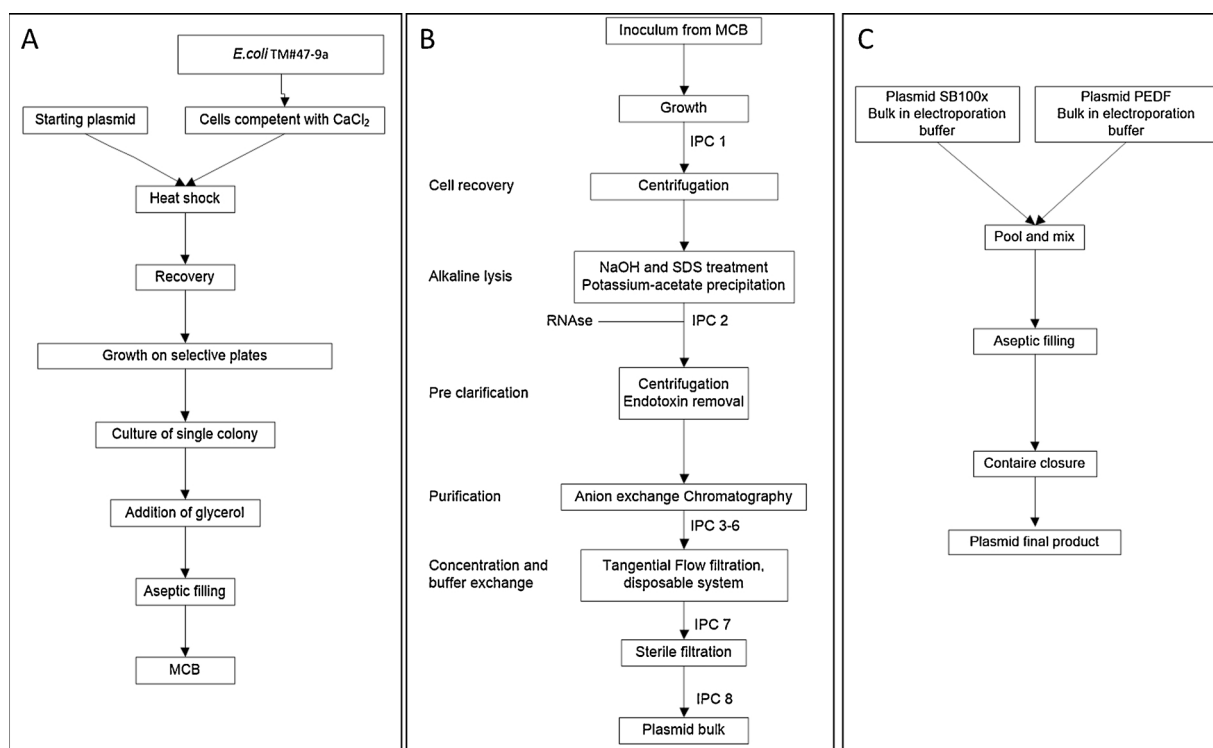 A
E.coli TM#47-9a
Starting plasmid
Cells competent with CaCl₂
Heat shock
Recovery
Growth on selective plates
Culture of single colony
Addition of glycerol
Aseptic filling
MCB
B
Inoculum from MCB
Growth
IPC 1
Cell recovery
Centrifugation
Alkaline lysis
NaOH and SDS treatment
Potassium-acetate precipitation
RNAse
IPC 2
Pre clarification
Centrifugation
Endotoxin removal
Purification
Anion exchange Chromatography
IPC 3-6
Concentration and
buffer exchange
Tangential Flow filtration,
disposable system
IPC 7
Sterile filtration
IPC 8
Plasmid bulk
C
Plasmid SB100x
Bulk in electroporation
buffer
Plasmid PEDF
Bulk in electroporation
buffer
Pool and mix
Aseptic filling
Contaire closure
Plasmid final product